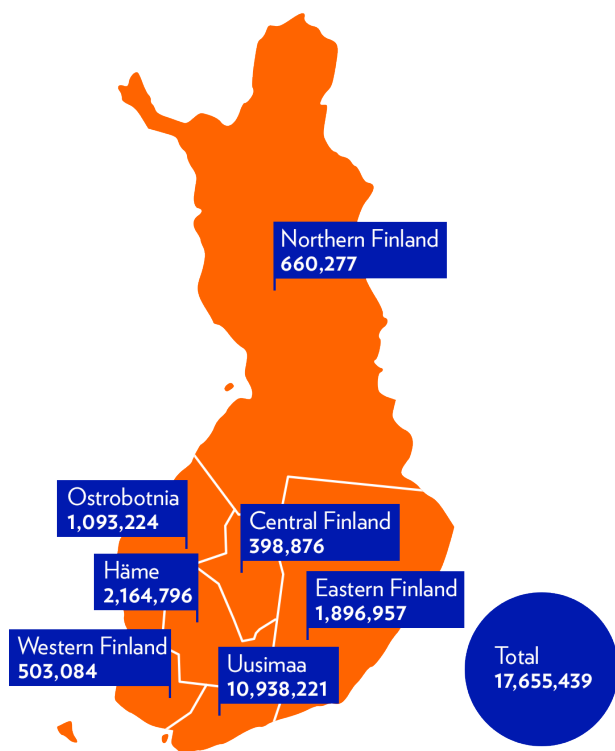 Northern Finland
660,277
Ostrobotnia
1,093,224
Central Finland
398,876
Häme
2,164,796
Eastern Finland
1,896,957
Western Finland
503,084
Uusimaa
10,938,221
Total
17,655,439